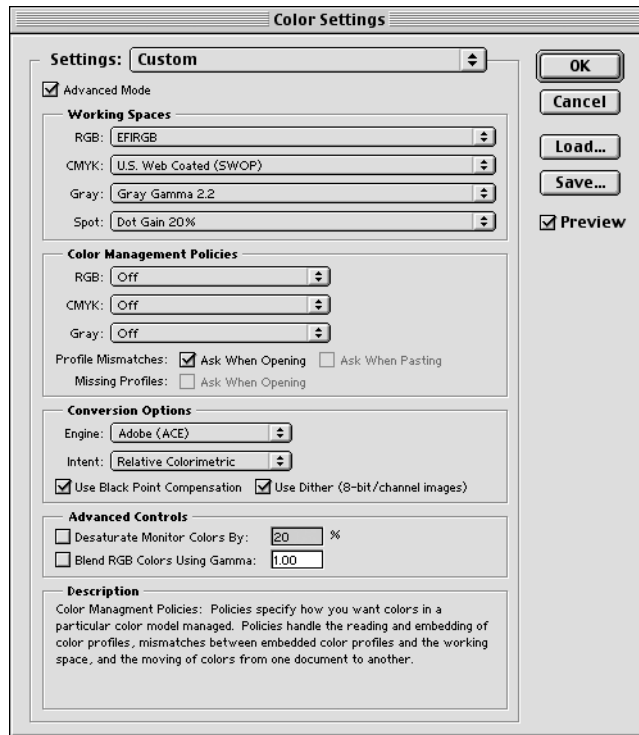 Color Settings
Settings: Custom
OK
Advanced Mode
Cancel
Working Spaces
RGB: EFIRGB
Load...
CMYK: U.S. Web Coated (SWOP)
Save...
Gray: Gray Gamma 2.2
Spot: Dot Gain 20%
Preview
Color Management Policies
RGB: Off
CMYK: Off
Gray: Off
Profile Mismatches: Ask When Opening Ask When Pasting
Missing Profiles: Ask When Opening
Conversion Options
Engine: Adobe (ACE)
Intent: Relative Colorimetric
Use Black Point Compensation Use Dither (8-bit/channel images)
Advanced Controls
Desaturate Monitor Colors By: 20 %
Blend RGB Colors Using Gamma: 1.00
Description
Color Managment Policies: Policies specify how you want colors in a
particular color model managed. Policies handle the reading and embedding of
color profiles, mismatches between embedded color profiles and the working
space, and the moving of colors from one document to another.